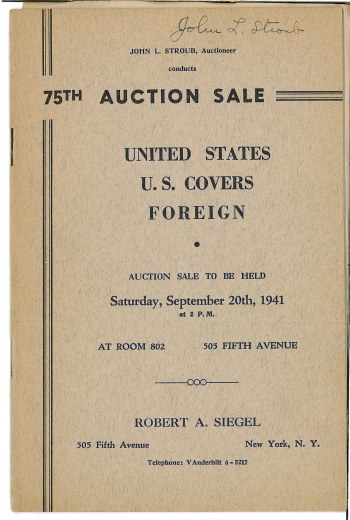 John L. Stroub
JOHN L. STROUB, Auctioneer
conducts
75TH AUCTION SALE
UNITED STATES
U. S. COVERS
FOREIGN
AUCTION SALE TO BE HELD
Saturday, September 20th, 1941
at 2 P. M.
AT ROOM 802 505 FIFTH AVENUE
ROBERT A. SIEGEL
505 Fifth Avenue New York, N. Y.
Telephone: VAnderbilt 6-5217